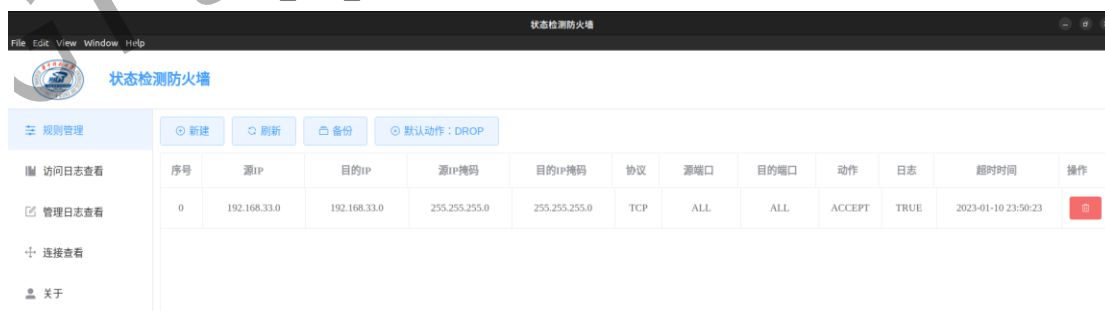 状态检测防火墙
File Edit View Window Help
状态检测防火墙
规则管理
新建 刷新 备份 默认动作：DROP
访问日志查看
序号 源IP 目的IP 源IP掩码 目的IP掩码 协议 源端口 目的端口 动作 日志 超时时间 操作
管理日志查看
0 192.168.33.0 192.168.33.0 255.255.255.0 255.255.255.0 TCP ALL ALL ACCEPT TRUE 2023-01-10 23:50:23
连接查看
关于